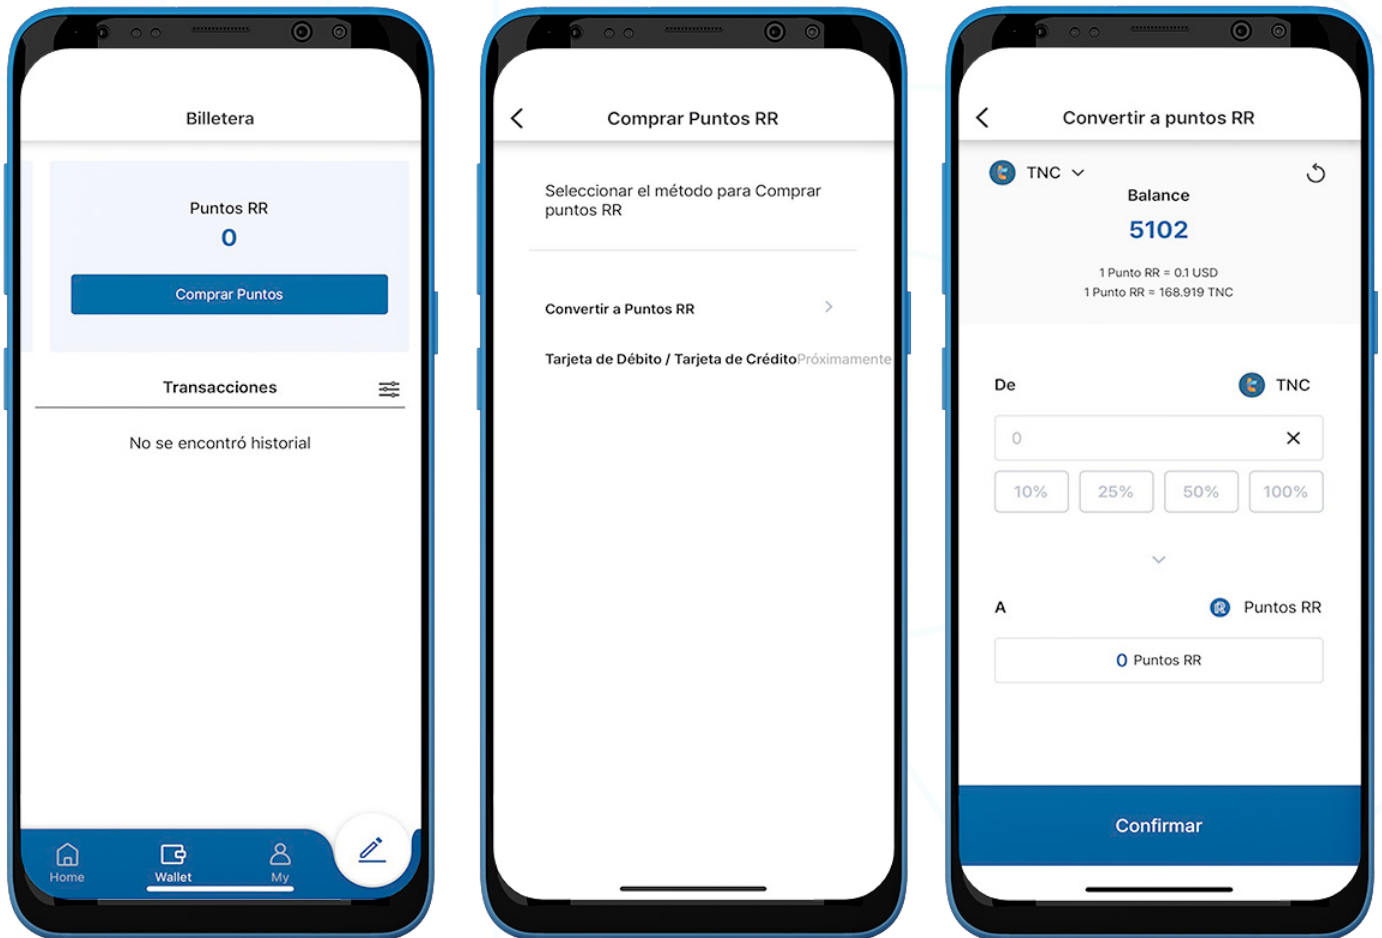 Billetera
Puntos RR
0
Comprar Puntos
Transacciones
No se encontró historial
Home
Wallet
My
Comprar Puntos RR
Seleccionar el método para Comprar
puntos RR
Convertir a Puntos RR
Tarjeta de Débito / Tarjeta de Crédito Próximamente
Convertir a puntos RR
TNC
Balance
5102
1 Punto RR = 0.1 USD
1 Punto RR ≈ 168.919 TNC
De TNC
0
10% 25% 50% 100%
A Puntos RR
0 Puntos RR
Confirmar